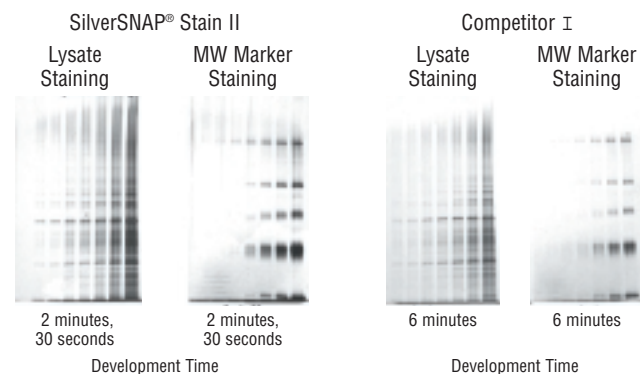 SilverSNAP® Stain II
Lysate
Staining
MW Marker
Staining
2 minutes,
30 seconds
2 minutes,
30 seconds
Development Time
Competitor I
Lysate
Staining
MW Marker
Staining
6 minutes
6 minutes
Development Time